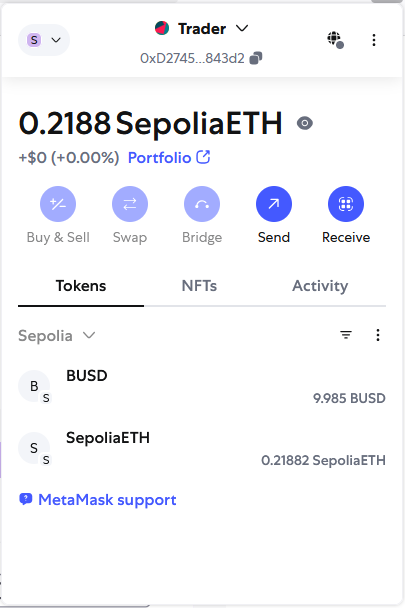 S
Trader
0xD2745...843d2
0.2188 SepoliaETH
+$0 (+0.00%) Portfolio
Buy & Sell Swap Bridge Send Receive
Tokens NFTs Activity
Sepolia
B S BUSD
9.985 BUSD
S S SepoliaETH
0.21882 SepoliaETH
MetaMask support